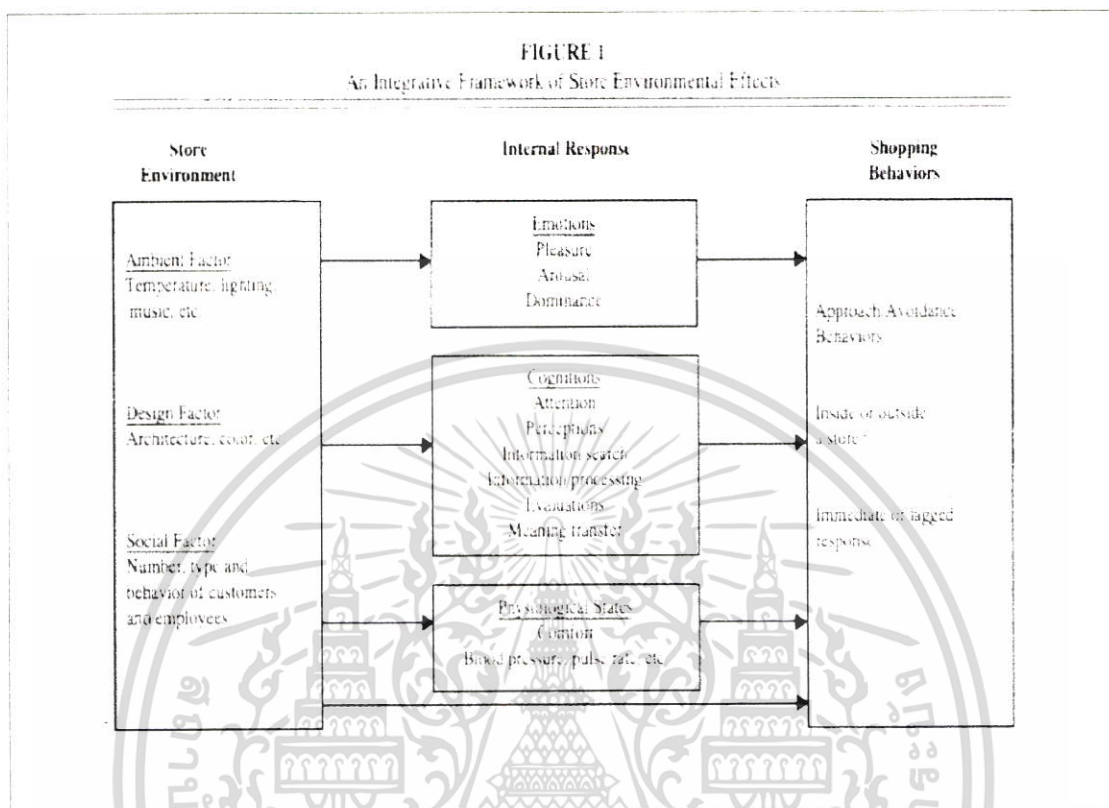 FIGURE 1
An Integrative Framework of Store Environmental Effects
Store
Environment
Internal Response
Shopping
Behaviors
Ambient Factor
Temperature, lighting,
music, etc.
Design Factor
Architecture, color, etc
Social Factor
Number, type and
behavior of customers
and employees
Emotions
Pleasure
Arousal
Dominance
Cognitions
Attention
Perceptions
Information search
Information processing
Evaluations
Meaning transfer
Physiological States
Comfort
Blood pressure, pulse rate, etc
Approach Avoidance
Behaviors
Inside or outside
a store
Immediate or lagged
response